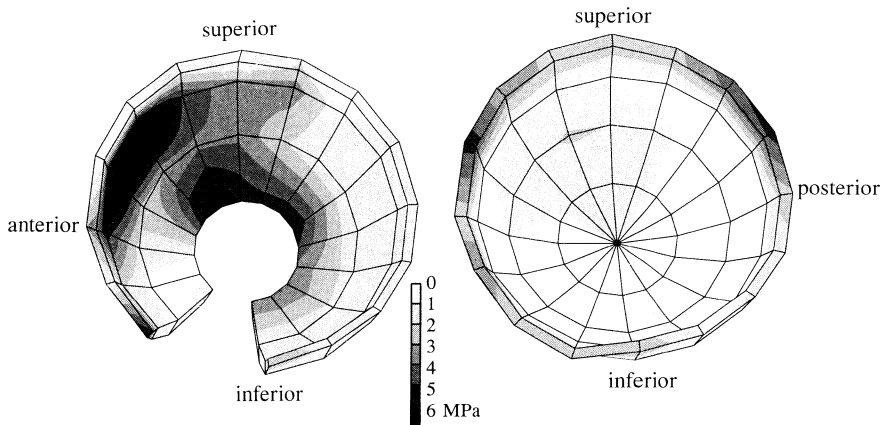 superior
superior
anterior
posterior
0
1
2
3
4
5
6 MPa
inferior
inferior